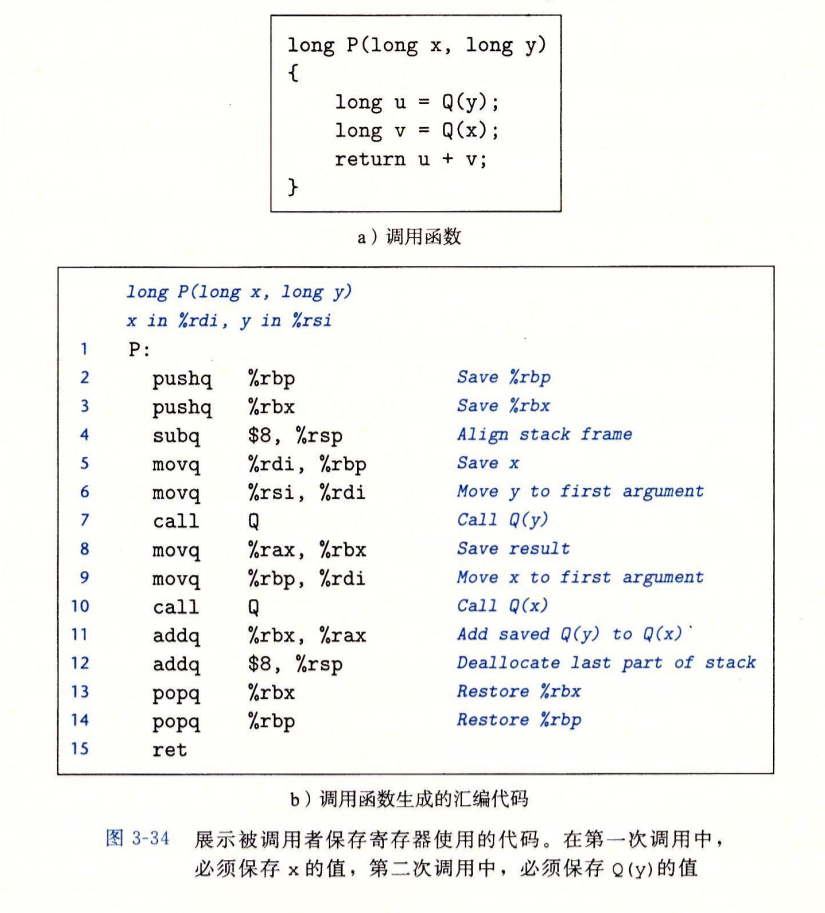 long P(long x, long y)
{
    long u = Q(y);
    long v = Q(x);
    return u + v;
}
a）调用函数
long P(long x, long y)
x in %rdi, y in %rsi
1 P:
2 pushq %rbp Save %rbp
3 pushq %rbx Save %rbx
4 subq $8, %rsp Align stack frame
5 movq %rdi, %rbp Save x
6 movq %rsi, %rdi Move y to first argument
7 call Q Call Q(y)
8 movq %rax, %rbx Save result
9 movq %rbp, %rdi Move x to first argument
10 call Q Call Q(x)
11 addq %rbx, %rax Add saved Q(y) to Q(x)
12 addq $8, %rsp Deallocate last part of stack
13 popq %rbx Restore %rbx
14 popq %rbp Restore %rbp
15 ret
b）调用函数生成的汇编代码
图 3-34 展示被调用者保存寄存器使用的代码。在第一次调用中，
必须保存 x 的值，第二次调用中，必须保存 Q(y)的值